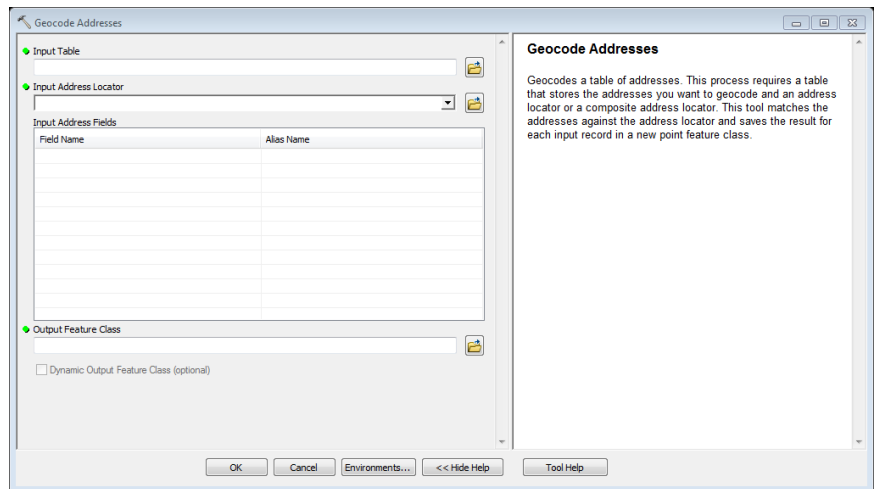 Geocode Addresses
Input Table
Input Address Locator
Input Address Fields
Field Name Alias Name
Output Feature Class
Dynamic Output Feature Class (optional)
Geocode Addresses
Geocodes a table of addresses. This process requires a table
that stores the addresses you want to geocode and an address
locator or a composite address locator. This tool matches the
addresses against the address locator and saves the result for
each input record in a new point feature class.
OK Cancel Environments... << Hide Help Tool Help